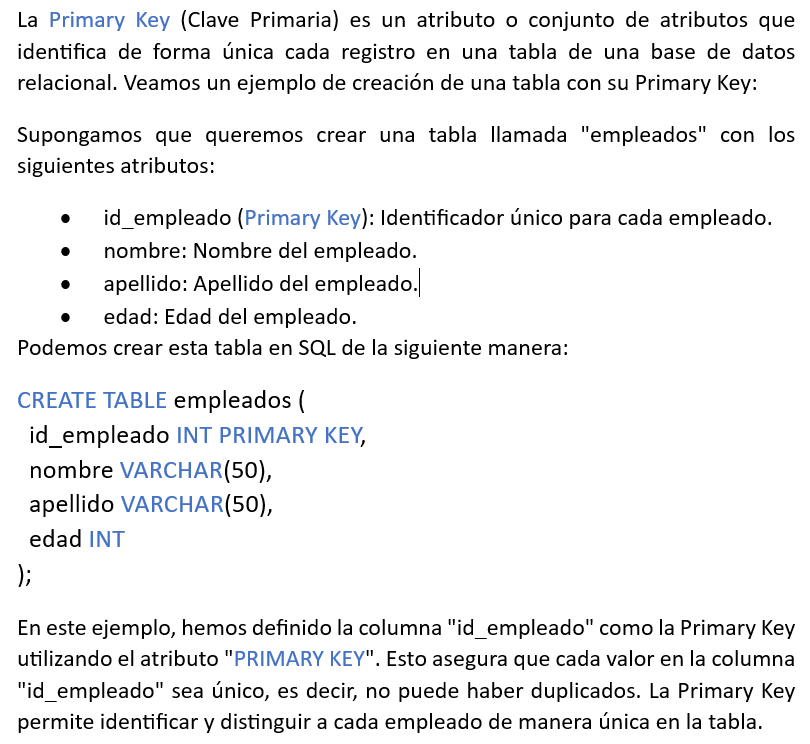 La Primary Key (Clave Primaria) es un atributo o conjunto de atributos que
identifica de forma única cada registro en una tabla de una base de datos
relacional. Veamos un ejemplo de creación de una tabla con su Primary Key:
Supongamos que queremos crear una tabla llamada "empleados" con los
siguientes atributos:
• id_empleado (Primary Key): Identificador único para cada empleado.
• nombre: Nombre del empleado.
• apellido: Apellido del empleado.
• edad: Edad del empleado.
Podemos crear esta tabla en SQL de la siguiente manera:
CREATE TABLE empleados (
id_empleado INT PRIMARY KEY,
nombre VARCHAR(50),
apellido VARCHAR(50),
edad INT
);
En este ejemplo, hemos definido la columna "id_empleado" como la Primary Key
utilizando el atributo "PRIMARY KEY". Esto asegura que cada valor en la columna
"id_empleado" sea único, es decir, no puede haber duplicados. La Primary Key
permite identificar y distinguir a cada empleado de manera única en la tabla.